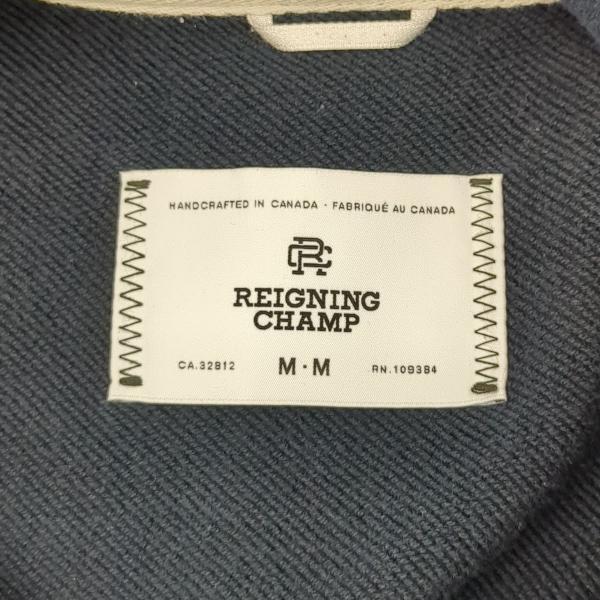 HANDCRAFTED IN CANADA · FABRIQUÉ AU CANADA
RC
REIGNING
CHAMP
CA.32812 M·M RN.109384